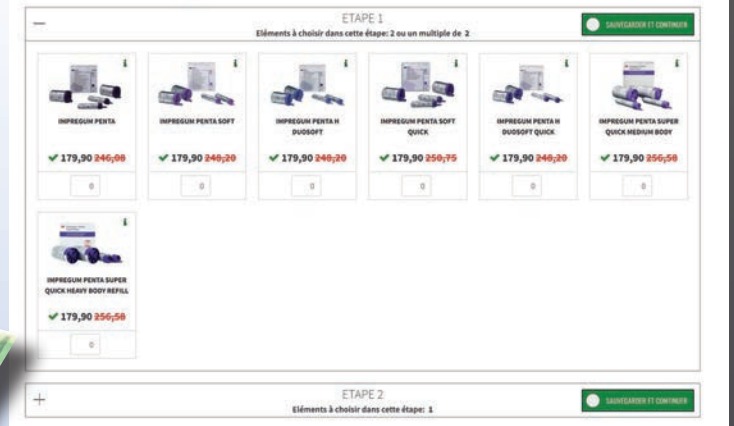 ETAPE 1
Eléments à choisir dans cette étape: 2 ou un multiple de 2
SAUVEGARDER ET CONTINUER
IMPREGUM PENTA
179,90 246,08
0
IMPREGUM PENTA SOFT
179,90 248,20
0
IMPREGUM PENTA H
DUOSOFT
179,90 248,20
0
IMPREGUM PENTA SOFT
QUICK
179,90 250,75
0
IMPREGUM PENTA H
DUOSOFT QUICK
179,90 248,20
0
IMPREGUM PENTA SUPER
QUICK MEDIUM BODY
179,90 256,58
0
IMPREGUM PENTA SUPER
QUICK HEAVY BODY REFILL
179,90 256,58
0
ETAPE 2
Eléments à choisir dans cette étape: 1
SAUVEGARDER ET CONTINUER